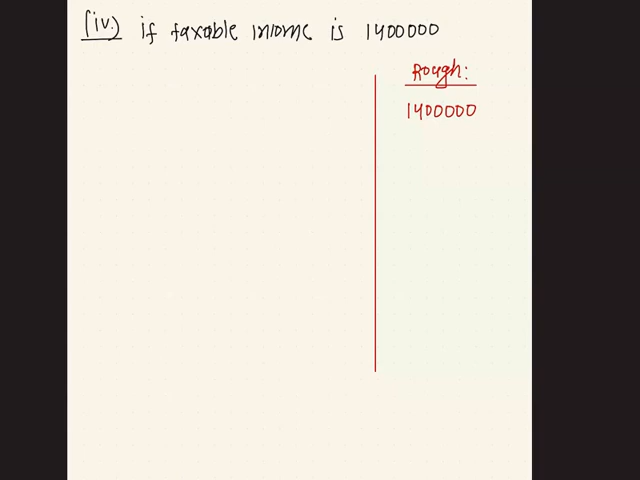 (iv.) if taxable income is 1400000
Rough:
1400000